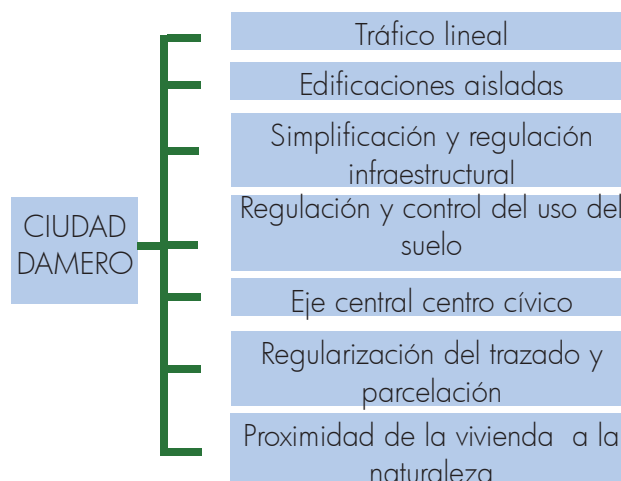 CIUDAD
DAMERO
Tráfico lineal
Edificaciones aisladas
Simplificación y regulación
infraestructural
Regulación y control del uso del
suelo
Eje central centro cívico
Regularización del trazado y
parcelación
Proximidad de la vivienda a la
naturaleza